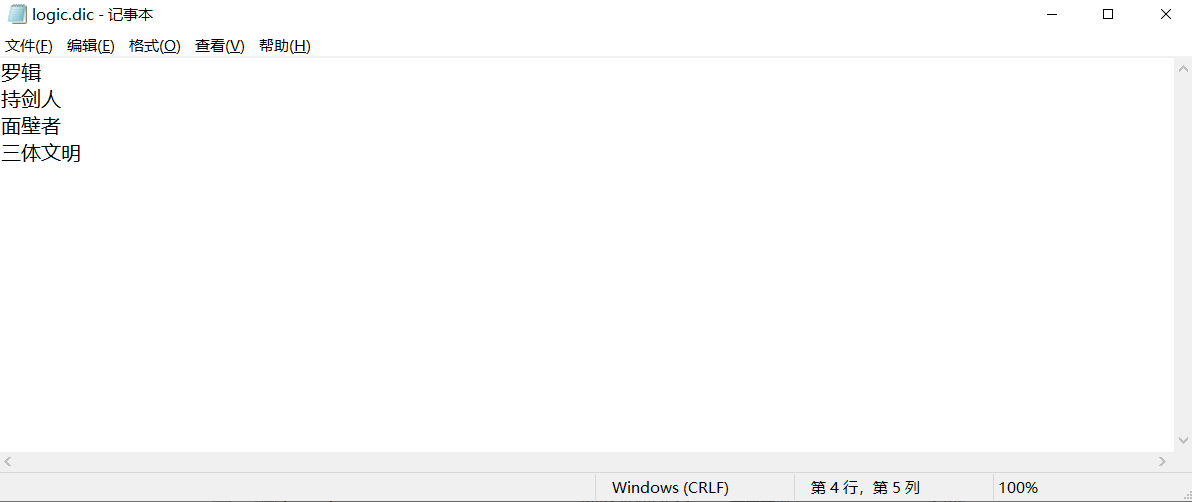 logic.dic - 记事本
文件(F) 编辑(E) 格式(O) 查看(V) 帮助(H)
罗辑
持剑人
面壁者
三体文明
Windows (CRLF) 第 4 行，第 5 列 100%